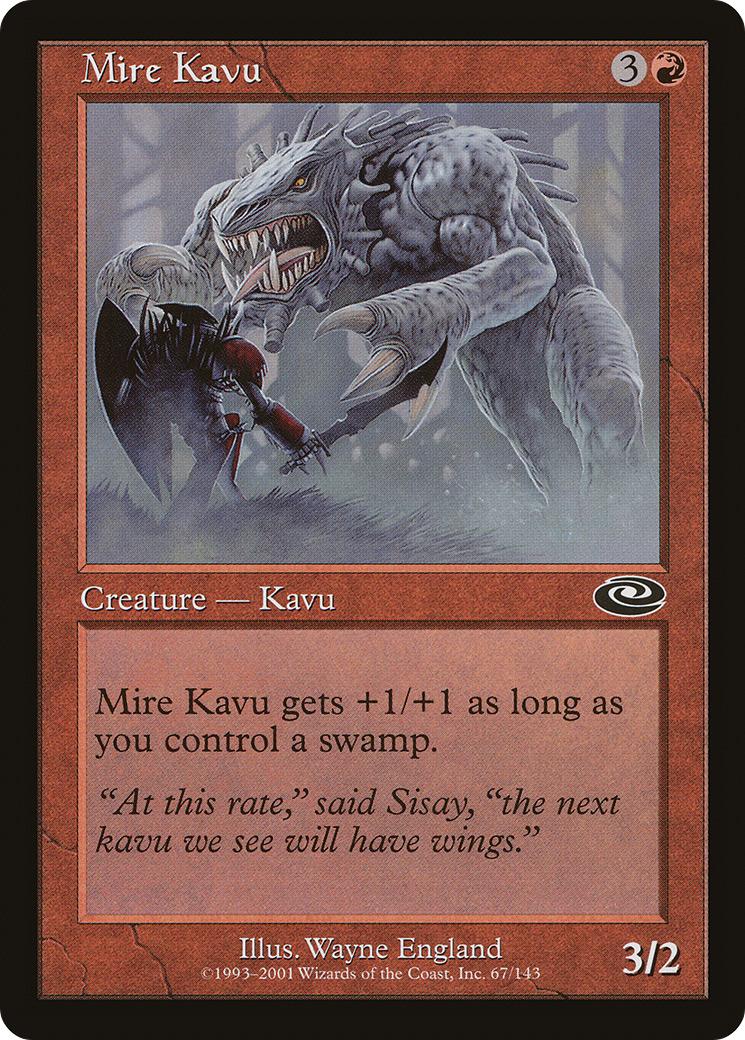 Mire Kavu 3
Creature — Kavu
Mire Kavu gets +1/+1 as long as
you control a swamp.
“At this rate,” said Sisay, “the next
kavu we see will have wings.”
Illus. Wayne England
©1993–2001 Wizards of the Coast, Inc. 67/143
3/2